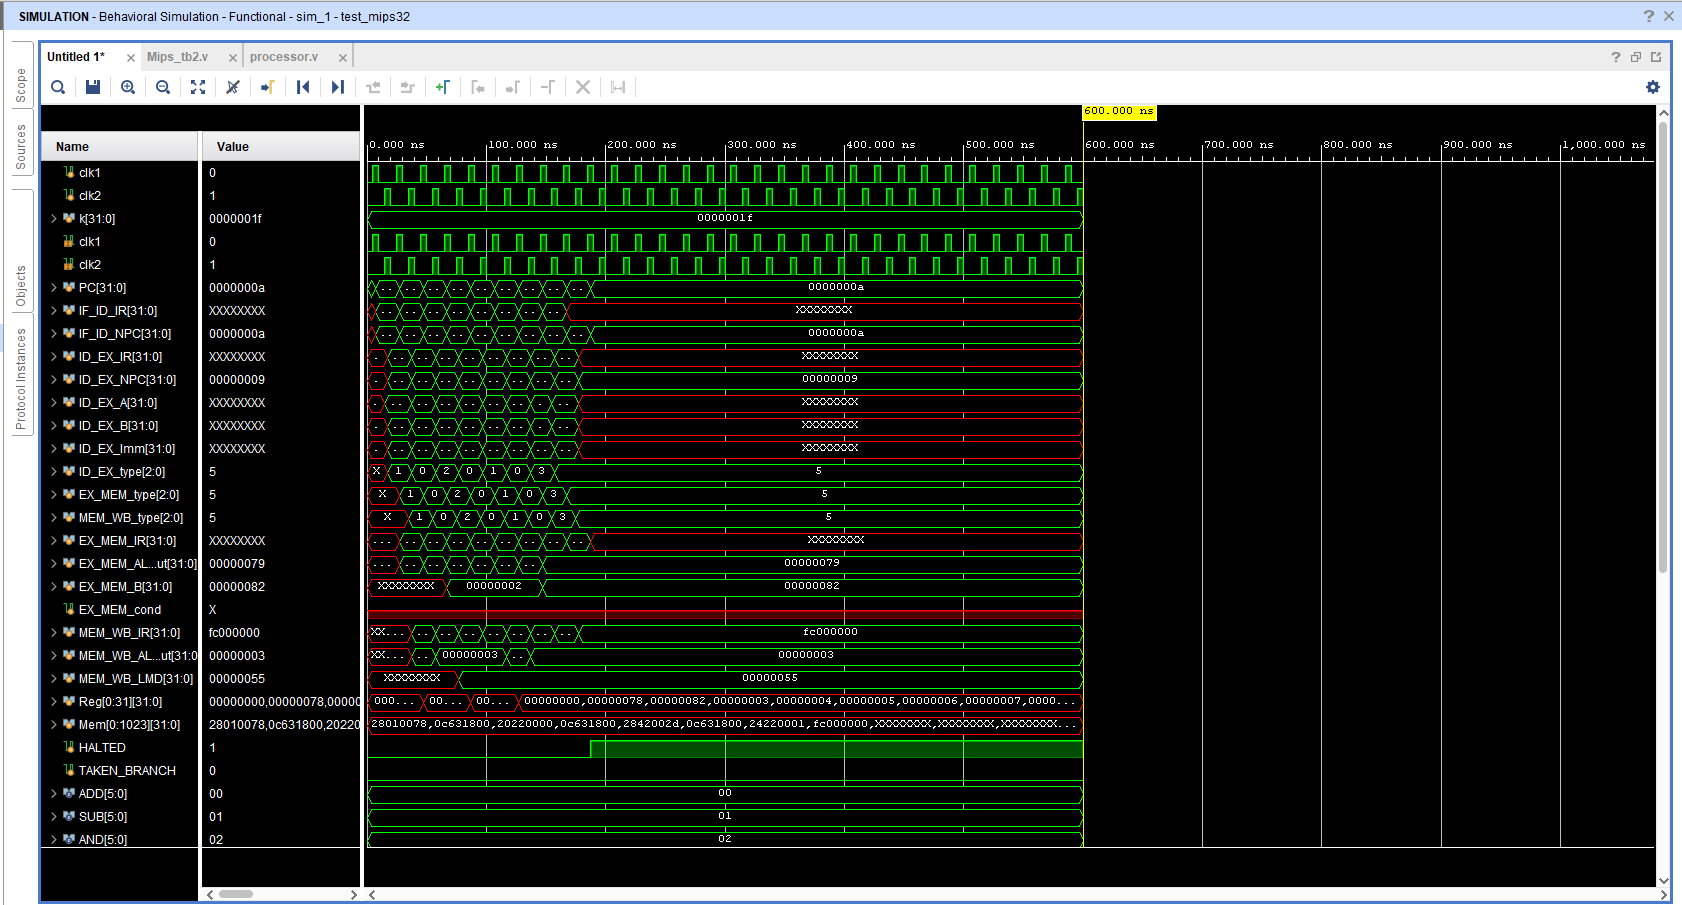 SIMULATION - Behavioral Simulation - Functional - sim_1 - test_mips32
? ×
Scope
Sources
Objects
Protocol Instances
Untitled 1* × Mips_tb2.v × processor.v ×
?
600.000 ns
Name Value
0.000 ns 100.000 ns 200.000 ns 300.000 ns 400.000 ns 500.000 ns 600.000 ns 700.000 ns 800.000 ns 900.000 ns 1,000.000 ns
clk1 0
clk2 1
k[31:0] 0000001f 0000001f
clk1 0
clk2 1
PC[31:0] 0000000a .. .. .. .. .. .. .. .. 0000000a
IF_ID_IR[31:0] XXXXXXXX .. .. .. .. .. .. .. .. XXXXXXXX
IF_ID_NPC[31:0] 0000000a .. .. .. .. .. .. .. .. .. 0000000a
ID_EX_IR[31:0] XXXXXXXX . .. .. .. .. .. .. .. .. XXXXXXXX
ID_EX_NPC[31:0] 00000009 . .. .. .. .. .. .. .. .. 00000009
ID_EX_A[31:0] XXXXXXXX . .. .. .. .. .. .. .. .. XXXXXXXX
ID_EX_B[31:0] XXXXXXXX . .. .. .. .. .. .. .. .. XXXXXXXX
ID_EX_Imm[31:0] XXXXXXXX . .. .. .. .. .. .. .. .. XXXXXXXX
ID_EX_type[2:0] 5 X 1 0 2 0 1 0 3 5
EX_MEM_type[2:0] 5 X 1 0 2 0 1 0 3 5
MEM_WB_type[2:0] 5 X 1 0 2 0 1 0 3 5
EX_MEM_IR[31:0] XXXXXXXX ... .. .. .. .. .. .. .. .. XXXXXXXX
EX_MEM_AL...ut[31:0] 00000079 ... .. .. .. .. .. .. 00000079
EX_MEM_B[31:0] 00000082 XXXXXXXX 00000002 00000082
EX_MEM_cond X
MEM_WB_IR[31:0] fc000000 XX... .. .. .. .. .. .. .. fc000000
MEM_WB_AL...ut[31:0 00000003 XX... .. 00000003 .. 00000003
MEM_WB_LMD[31:0] 00000055 XXXXXXXX 00000055
Reg[0:31][31:0] 00000000,00000078,00000 000... 00... 00... 00000000,00000078,00000082,00000003,00000004,00000005,00000006,00000007,0000...
Mem[0:1023][31:0] 28010078,0c631800,20220 28010078,0c631800,20220000,0c631800,2842002d,0c631800,24220001,fc000000,XXXXXXXX,XXXXXXXX,XXXXXXXX...
HALTED 1
TAKEN_BRANCH 0
ADD[5:0] 00 00
SUB[5:0] 01 01
AND[5:0] 02 02